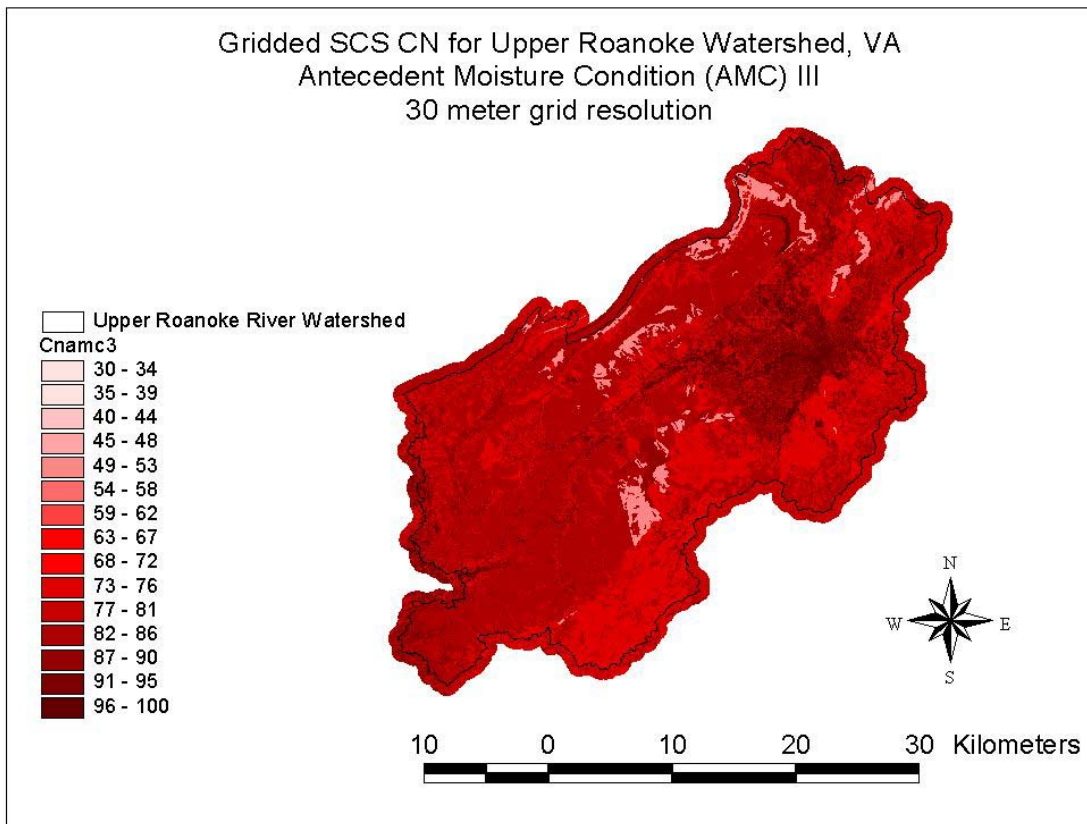 Gridded SCS CN for Upper Roanoke Watershed, VA
Antecedent Moisture Condition (AMC) III
30 meter grid resolution
Upper Roanoke River Watershed
Cnamc3
30 - 34
35 - 39
40 - 44
45 - 48
49 - 53
54 - 58
59 - 62
63 - 67
68 - 72
73 - 76
77 - 81
82 - 86
87 - 90
91 - 95
96 - 100
N
W E
S
10 0 10 20 30 Kilometers